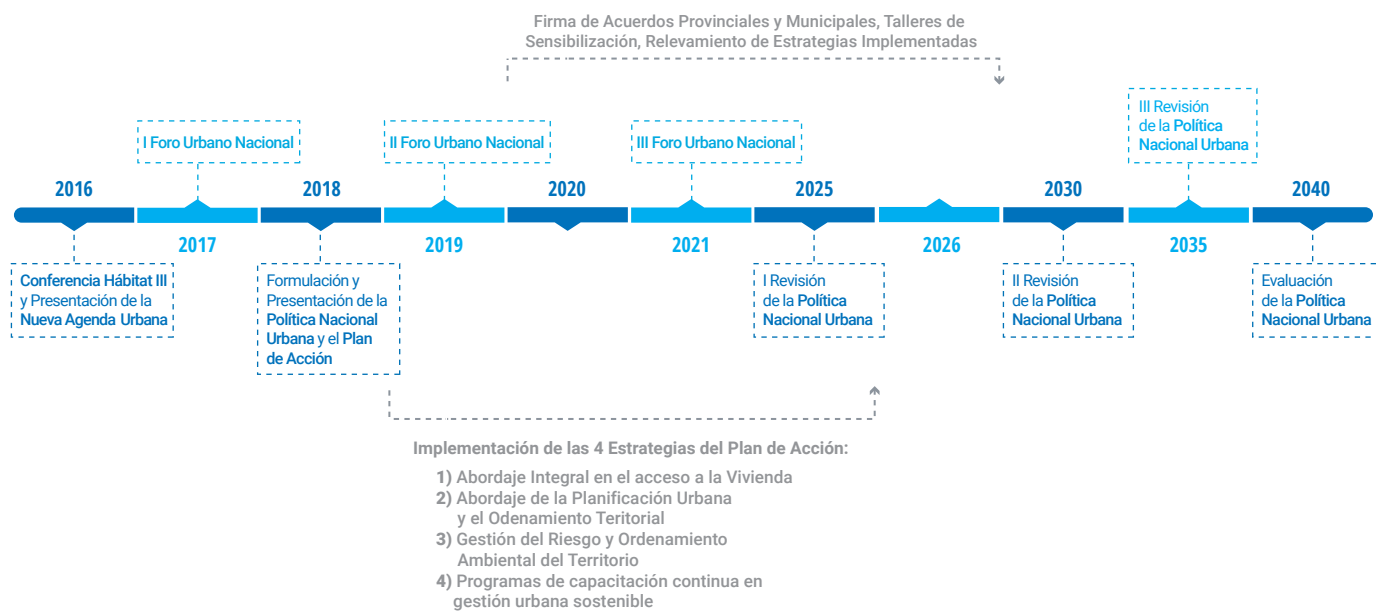 Firma de Acuerdos Provinciales y Municipales, Talleres de
Sensibilización, Relevamiento de Estrategias Implementadas
I Foro Urbano Nacional
II Foro Urbano Nacional
III Foro Urbano Nacional
III Revisión
de la Política
Nacional Urbana
2016
2018
2020
2025
2030
2040
2017
2019
2021
2026
2035
Conferencia Hábitat III
y Presentación de la
Nueva Agenda Urbana
Formulación y
Presentación de la
Política Nacional
Urbana y el Plan
de Acción
I Revisión
de la Política
Nacional Urbana
II Revisión
de la Política
Nacional Urbana
Evaluación
de la Política
Nacional Urbana
Implementación de las 4 Estrategias del Plan de Acción:
1) Abordaje Integral en el acceso a la Vivienda
2) Abordaje de la Planificación Urbana
y el Odenamiento Teritorial
3) Gestión del Riesgo y Ordenamiento
Ambiental del Territorio
4) Programas de capacitación continua en
gestión urbana sostenible